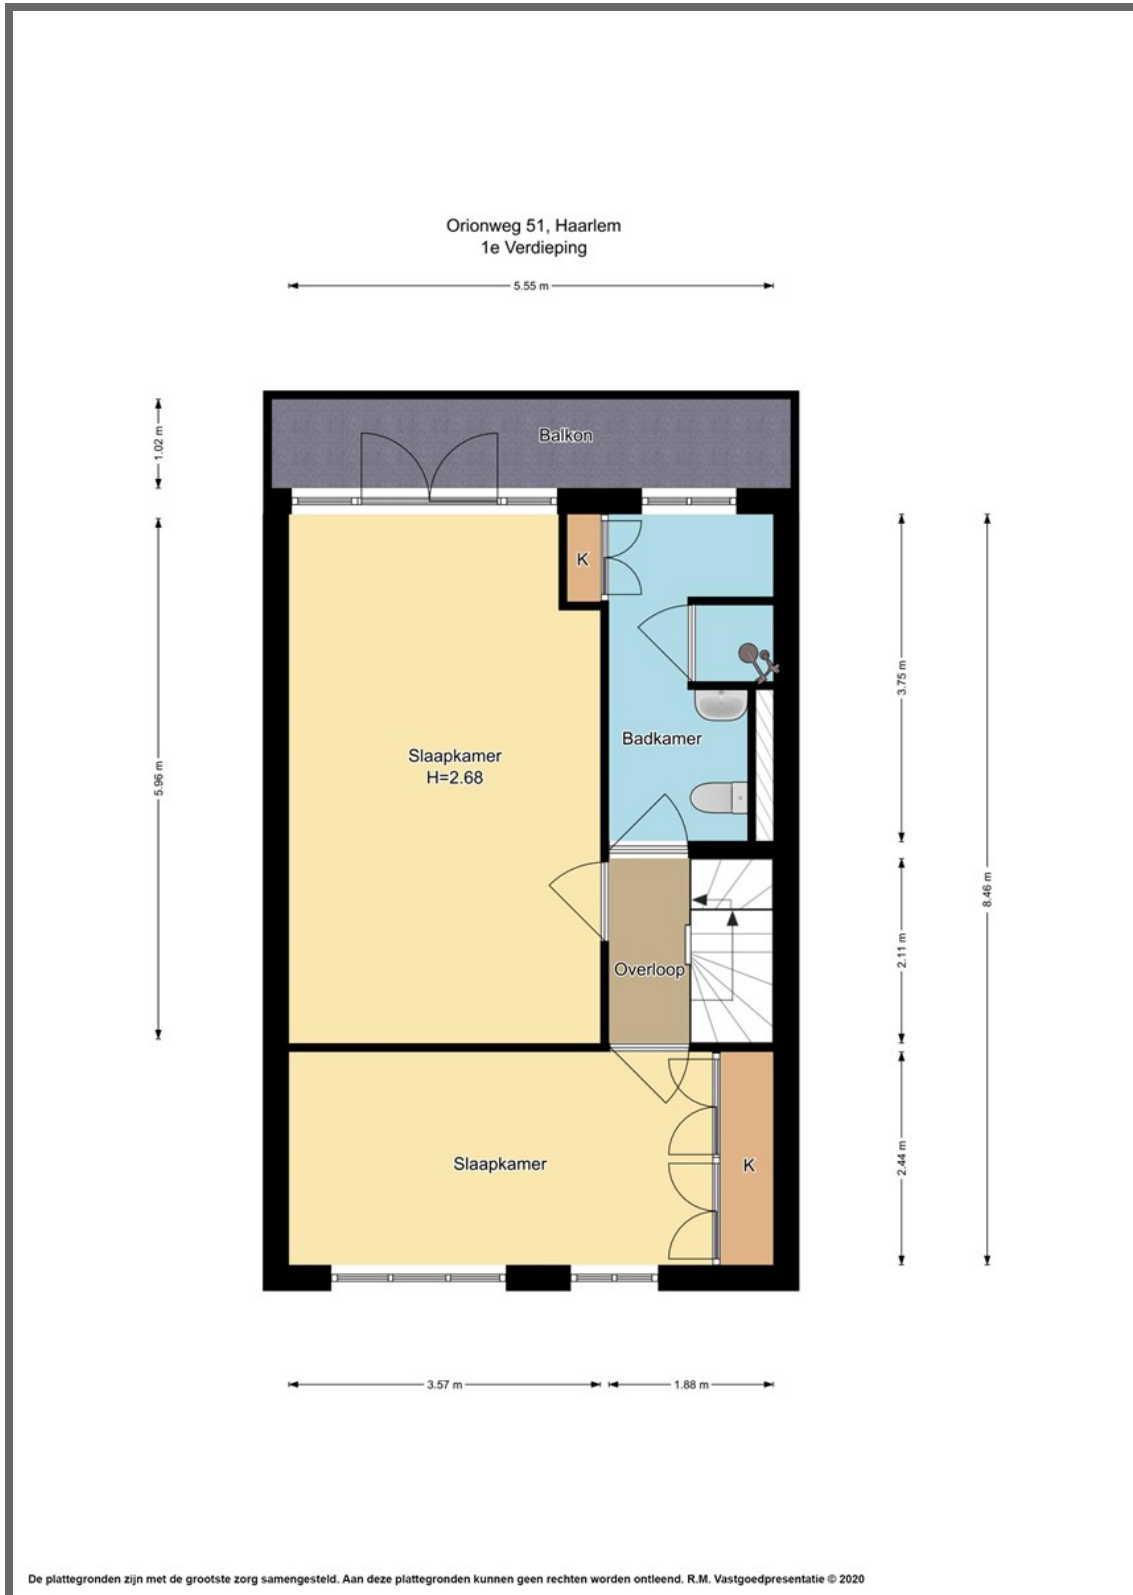 Orionweg 51, Haarlem
1e Verdieping
5.55 m
1.02 m
Balkon
K
5.96 m
3.75 m
Badkamer
Slaapkamer
H=2.68
8.46 m
2.11 m
Overloop
2.44 m
Slaapkamer
K
3.57 m
1.88 m
De plattegronden zijn met de grootste zorg samengesteld. Aan deze plattegronden kunnen geen rechten worden ontleend. R.M. Vastgoedpresentatie © 2020